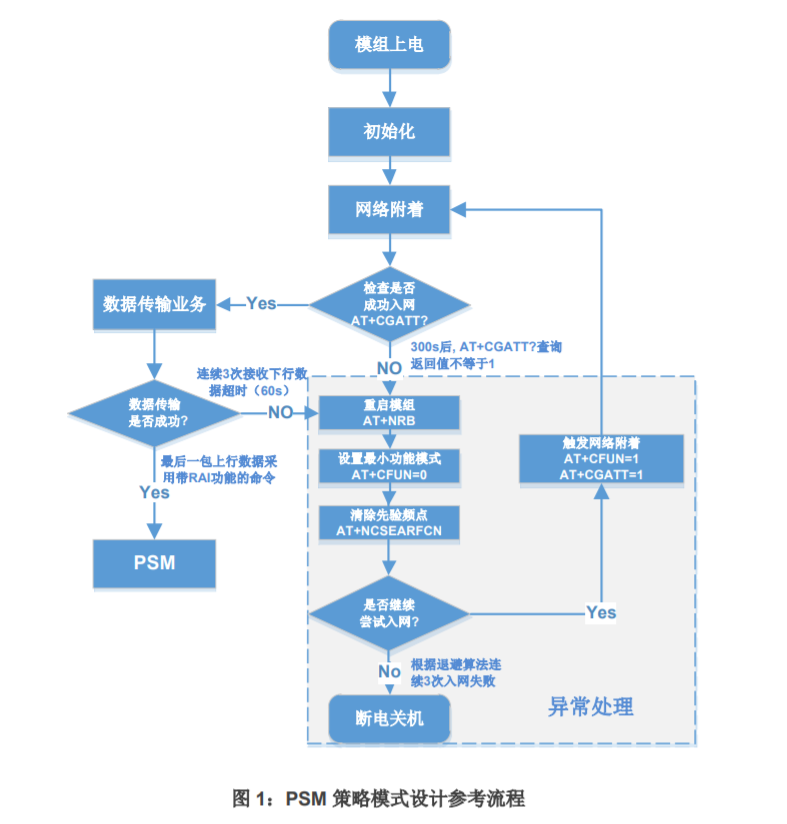 模组上电
初始化
网络附着
检查是否
成功入网
AT+CGATT?
Yes
数据传输业务
300s后, AT+CGATT?查询
返回值不等于1
NO
连续3次接收下行数
据超时（60s）
数据传输
是否成功?
NO
重启模组
AT+NRB
设置最小功能模式
AT+CFUN=0
触发网络附着
AT+CFUN=1
AT+CGATT=1
最后一包上行数据采
用带RAI功能的命令
Yes
清除先验频点
AT+NCSEARFCN
PSM
是否继续
尝试入网?
Yes
No
根据退避算法连
续3次入网失败
断电关机
异常处理
图 1：PSM 策略模式设计参考流程